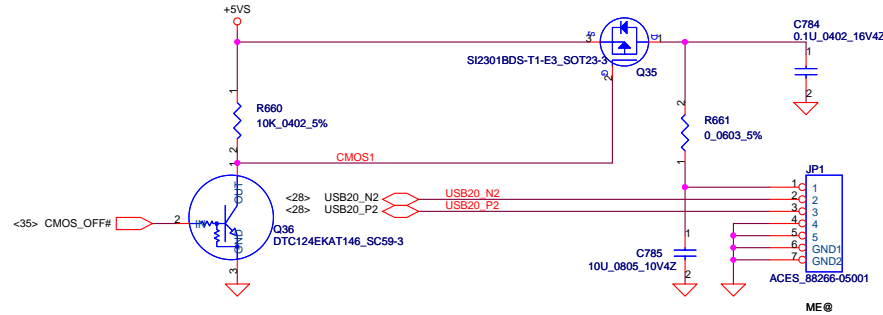 +5VS
C784
0.1U_0402_16V4Z
1
2
3
S
D
1
G
2
SI2301BDS-T1-E3_SOT23-3
Q35
1
R660
10K_0402_5%
2
2
R661
0_0603_5%
1
CMOS1
1
OUT
IN
GND
<35> CMOS_OFF#
2
Q36
DTC124EKAT146_SC59-3
3
<28> USB20_N2
USB20_N2
<28> USB20_P2
USB20_P2
JP1
1 1
2 2
3 3
4 4
5 5
6 GND1
7 GND2
ACES_88266-05001
1
C785
10U_0805_10V4Z
2
ME@